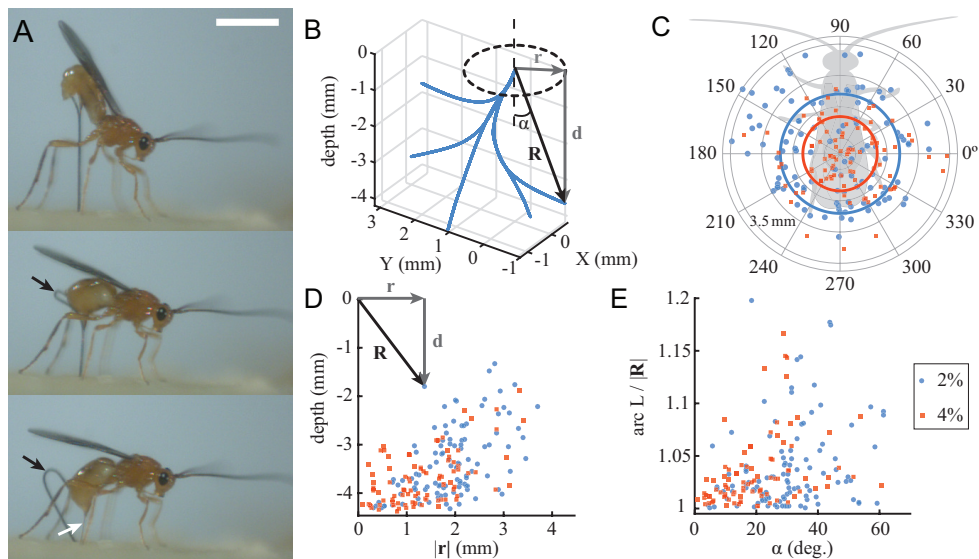 A
B
depth (mm)
0
-1
-2
-3
-4
3
2
1
0
-1
Y (mm)
-1
0
1
X (mm)
r
d
R
α
C
90
120
60
150
30
180
0º
210
330
240
300
270
3.5 mm
D
0
-1
-2
-3
-4
depth (mm)
r
d
R
0 1 2 3 4
|r| (mm)
E
1.2
1.15
1.1
1.05
1
arc L / |R|
0 20 40 60
α (deg.)
2%
4%